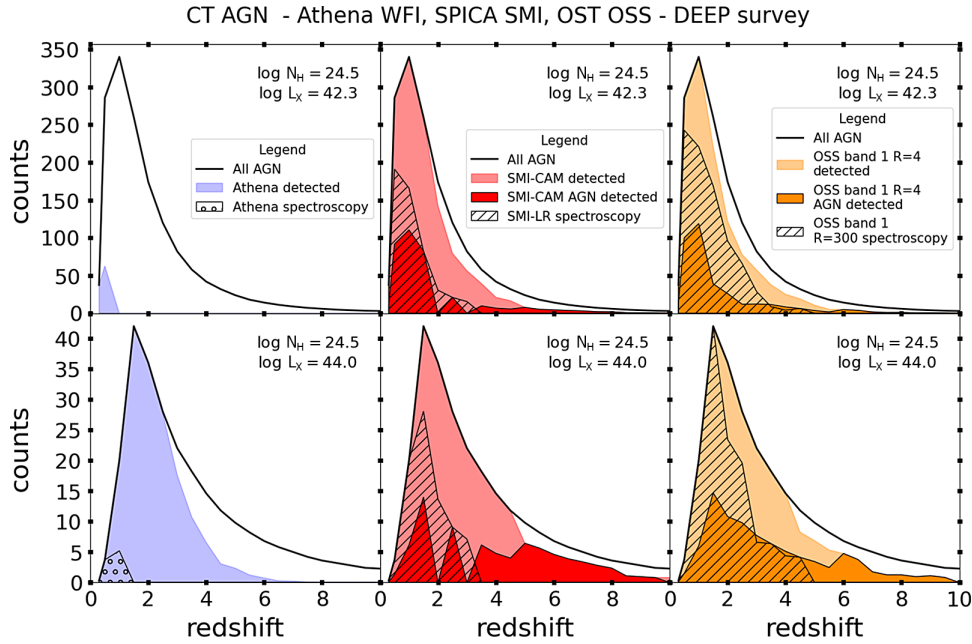 CT AGN - Athena WFI, SPICA SMI, OST OSS - DEEP survey
350
300
250
200
150
100
50
0
counts
log N_H = 24.5
log L_X = 42.3
Legend
All AGN
Athena detected
Athena spectroscopy
log N_H = 24.5
log L_X = 42.3
Legend
All AGN
SMI-CAM detected
SMI-CAM AGN detected
SMI-LR spectroscopy
log N_H = 24.5
log L_X = 42.3
Legend
All AGN
OSS band 1 R=4
detected
OSS band 1 R=4
AGN detected
OSS band 1
R=300 spectroscopy
40
35
30
25
20
15
10
5
0
counts
log N_H = 24.5
log L_X = 44.0
log N_H = 24.5
log L_X = 44.0
log N_H = 24.5
log L_X = 44.0
0 2 4 6 8 0 2 4 6 8 0 2 4 6 8 10
redshift redshift redshift